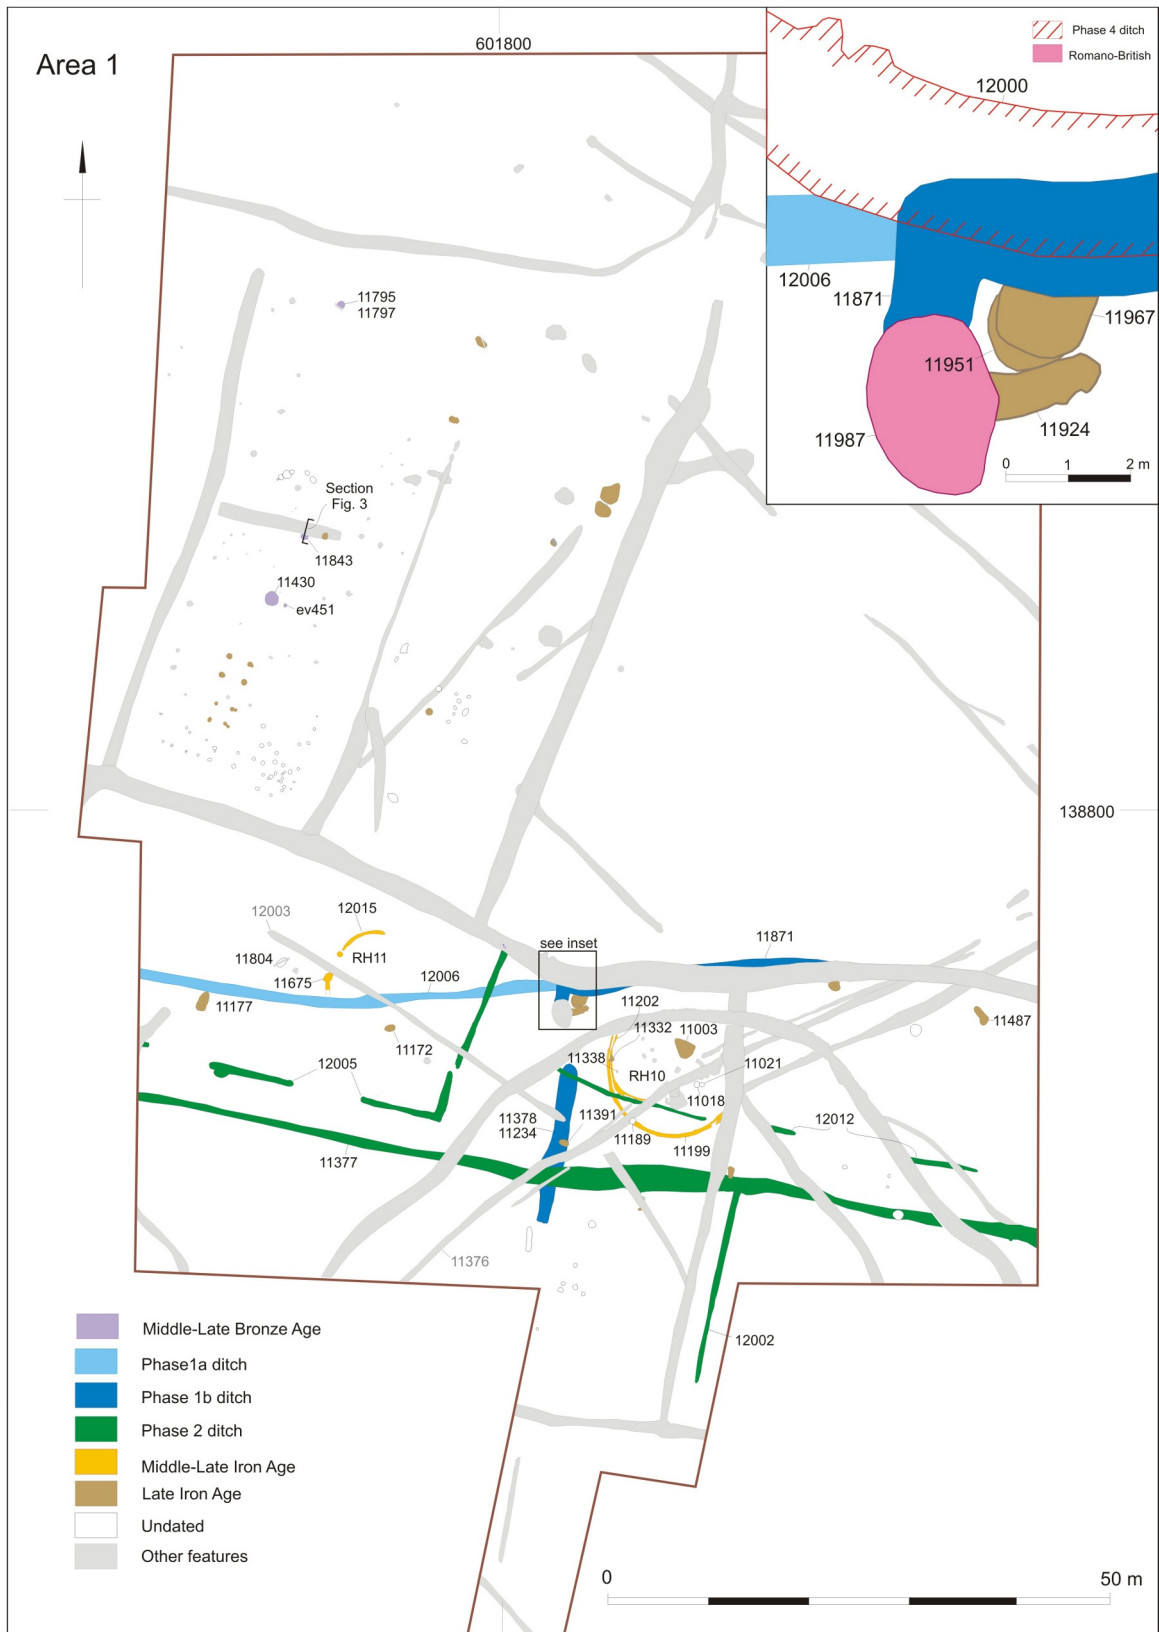 Area 1
601800
Phase 4 ditch
Romano-British
12000
12006
11871
11967
11951
11924
11987
0 1 2 m
11795
11797
Section
Fig. 3
11843
11430
ev451
138800
12003
12015
see inset
11871
11804
RH11
11675
12006
11177
11202
11332
11003
11487
11172
11338
RH10
11021
12005
11018
11378
11234
11391
12012
11189
11199
11377
11376
12002
Middle-Late Bronze Age
Phase1a ditch
Phase 1b ditch
Phase 2 ditch
Middle-Late Iron Age
Late Iron Age
Undated
Other features
0 50 m